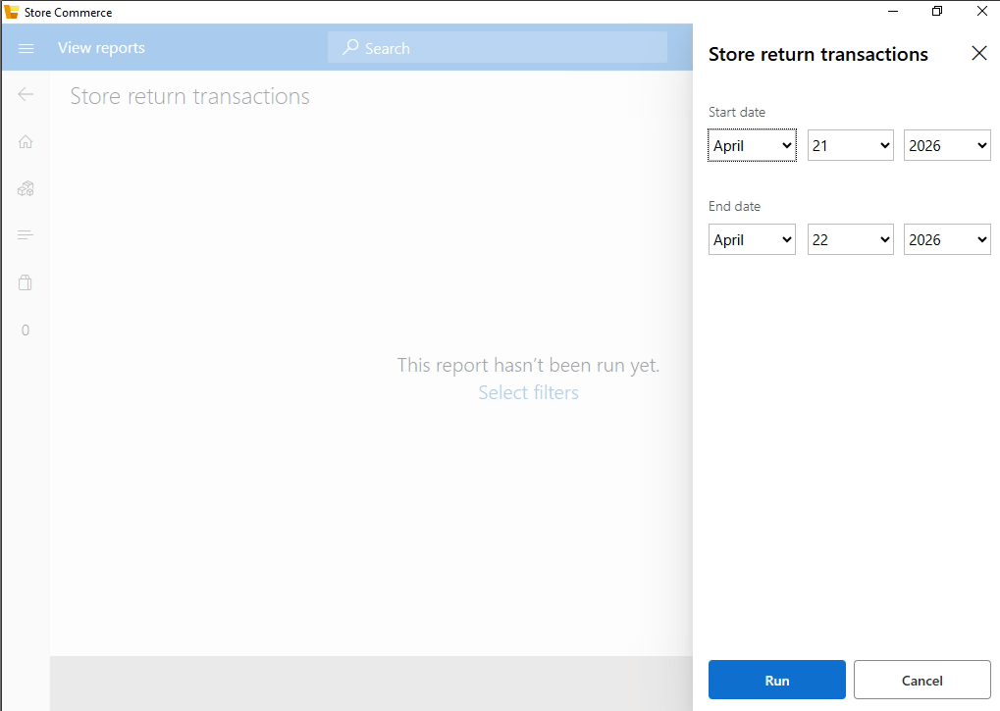 Store Commerce
View reports
Search
Store return transactions
0
This report hasn't been run yet.
Select filters
Store return transactions
Start date
April 21 2026
End date
April 22 2026
Run Cancel